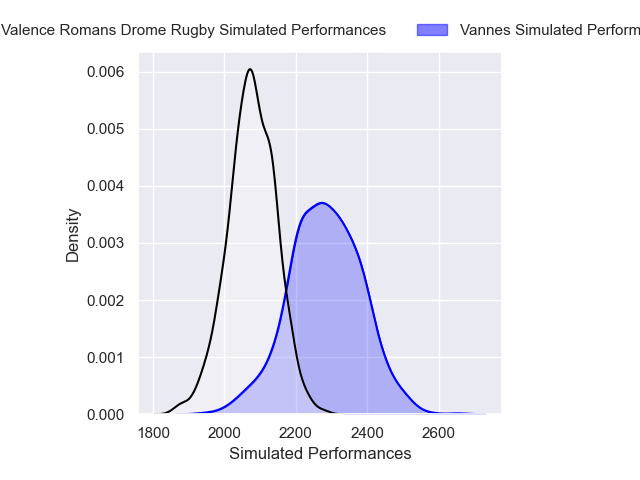 Valence Romans Drome Rugby Simulated Performances
Vannes Simulated Perform
0.006
0.005
0.004
0.003
0.002
0.001
0.000
Density
1800 2000 2200 2400 2600
Simulated Performances